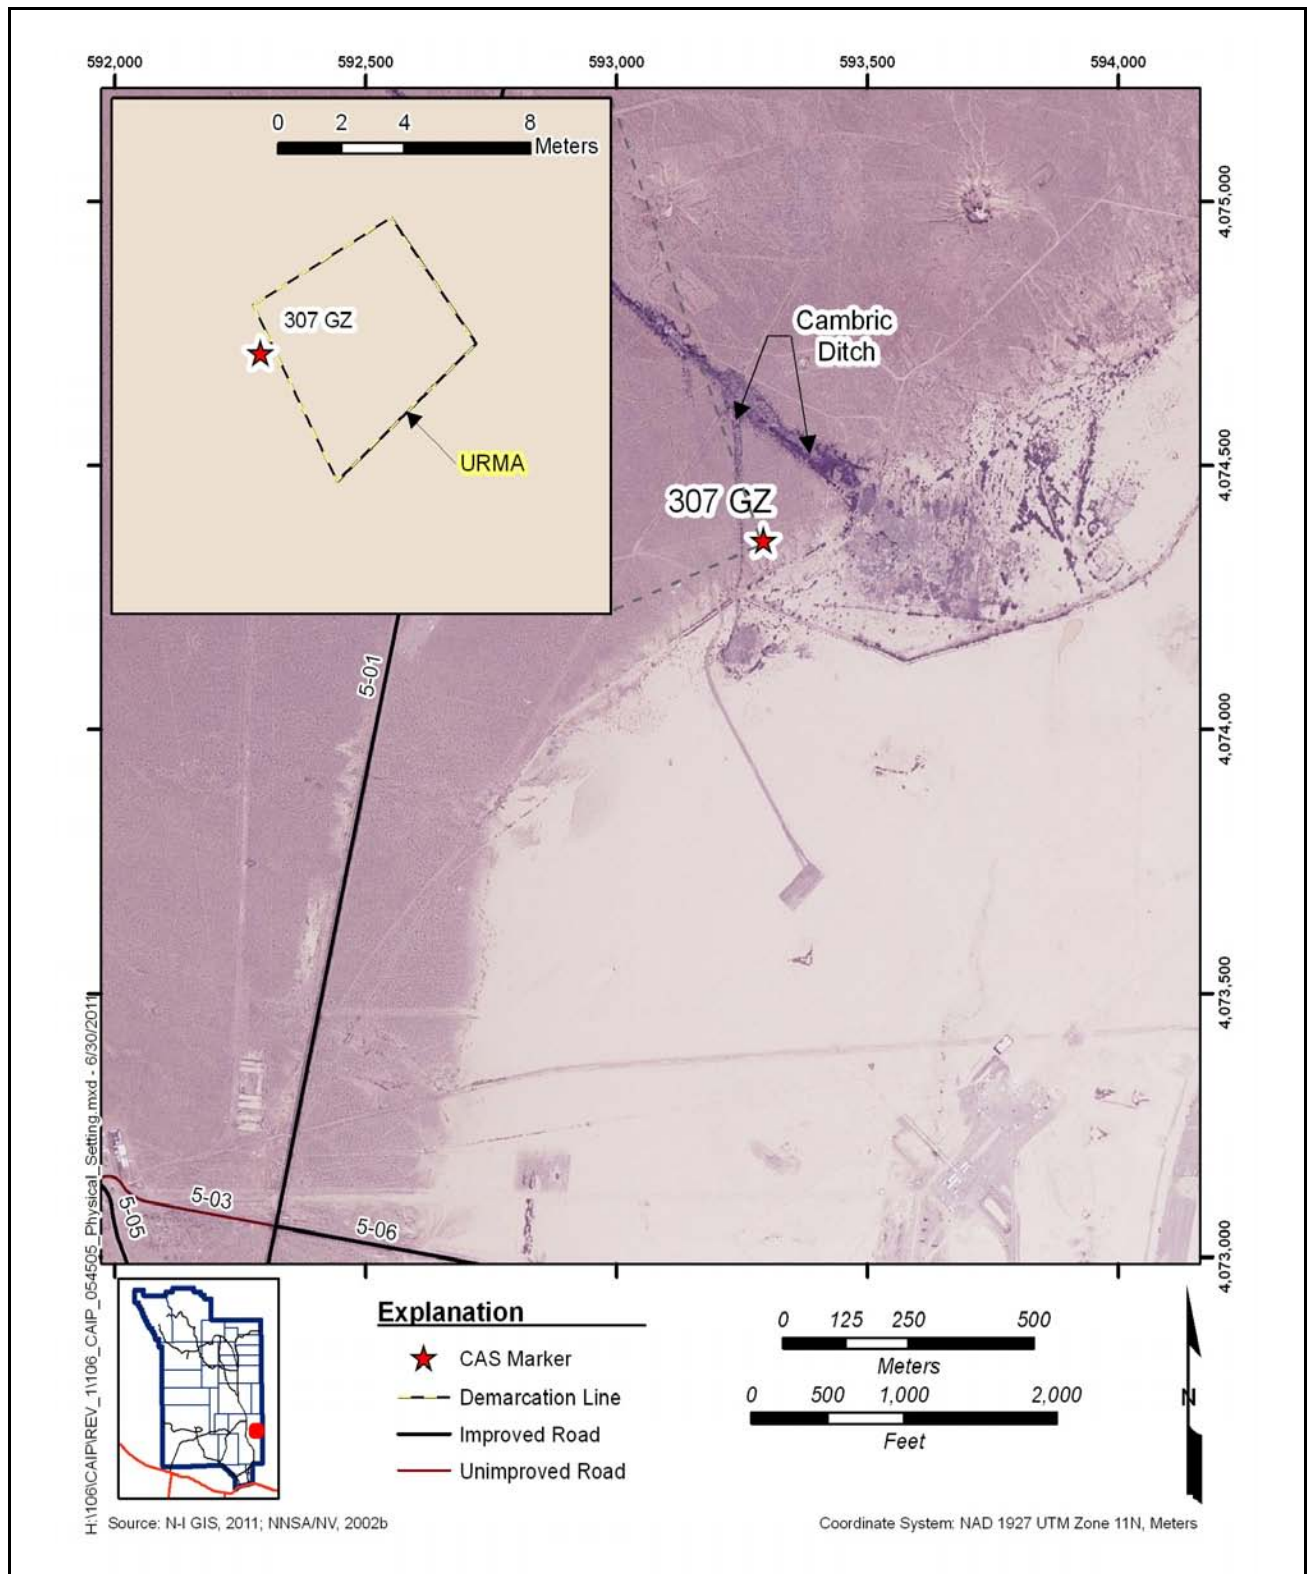 592,000 592,500 593,000 593,500 594,000
0 2 4 8
Meters
307 GZ
URMA
Cambric
Ditch
307 GZ
4,075,000
4,074,500
4,074,000
4,073,500
4,073,000
5-01
5-03
5-05
5-06
H:\106\CAIP\REV_1\106_CAIP_054505_Physical_Setting.mxd - 6/30/2011
Explanation
CAS Marker
Demarcation Line
Improved Road
Unimproved Road
0 125 250 500
Meters
0 500 1,000 2,000
Feet
N
Source: N-I GIS, 2011; NNSA/NV, 2002b
Coordinate System: NAD 1927 UTM Zone 11N, Meters